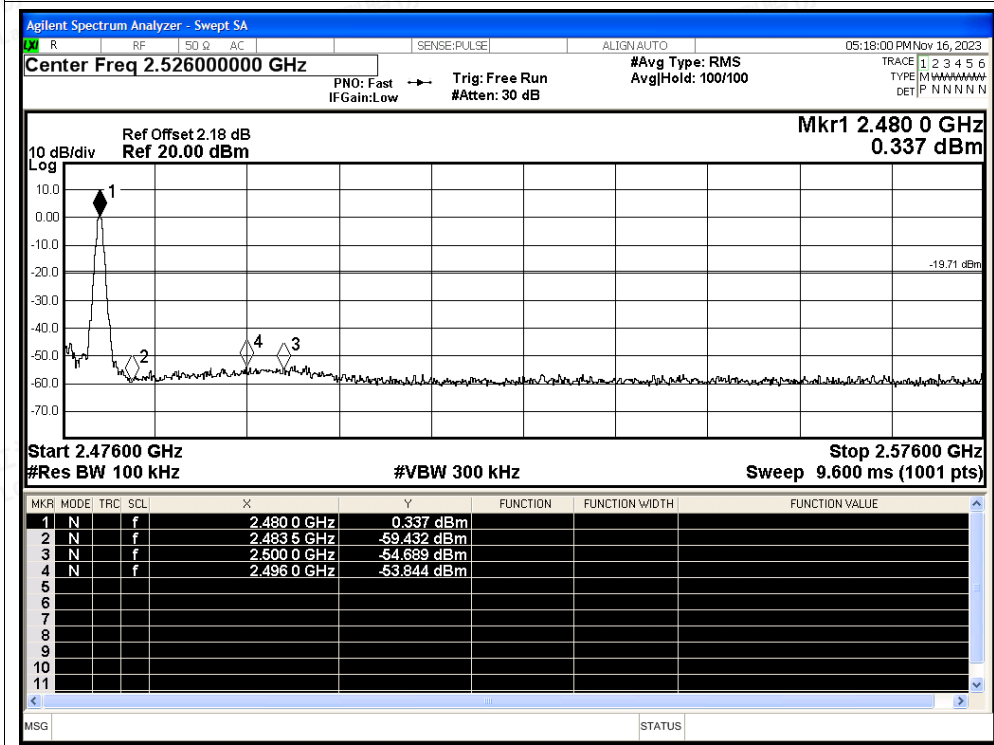 Agilent Spectrum Analyzer - Swept SA
LXI R RF 50 Ω AC SENSE:PULSE ALIGN AUTO 05:18:00 PM Nov 16, 2023
Center Freq 2.526000000 GHz
PNO: Fast
IFGain:Low
Trig: Free Run
#Atten: 30 dB
#Avg Type: RMS
Avg|Hold: 100/100
TRACE 1 2 3 4 5 6
TYPE M WWWWW
DET P N N N N N
Mkr1 2.480 0 GHz
0.337 dBm
Ref Offset 2.18 dB
10 dB/div Ref 20.00 dBm
Log
10.0
0.00
-10.0
-20.0
-30.0
-40.0
-50.0
-60.0
-70.0
1
2
4
3
-19.71 dBm
Start 2.47600 GHz Stop 2.57600 GHz
#Res BW 100 kHz #VBW 300 kHz Sweep 9.600 ms (1001 pts)
MKR MODE TRC SCL X Y FUNCTION FUNCTION WIDTH FUNCTION VALUE
1 N f 2.480 0 GHz 0.337 dBm
2 N f 2.483 5 GHz -59.432 dBm
3 N f 2.500 0 GHz -54.689 dBm
4 N f 2.496 0 GHz -53.844 dBm
5
6
7
8
9
10
11
MSG STATUS